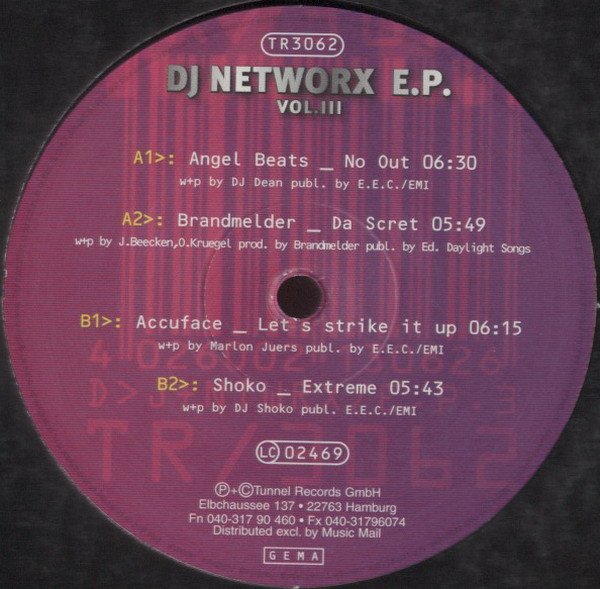 TR3062
DJ NETWORX E.P.
VOL.III
A1>: Angel Beats _ No Out 06:30
w+p by DJ Dean publ. by E.E.C./EMI
A2>: Brandmelder _ Da Scret 05:49
w+p by J.Beecken,O.Kruegel prod. by Brandmelder publ. by Ed. Daylight Songs
B1>: Accuface _ Let's strike it up 06:15
w+p by Marlon Juers publ. by E.E.C./EMI
4 026602 130626
B2>: Shoko _ Extreme 05:43
w+p by DJ Shoko publ. E.E.C./EMI
TR/3062
LC 02469
Ⓟ+©Tunnel Records GmbH
Elbchaussee 137 • 22763 Hamburg
Fn 040-317 90 460 • Fx 040-31796074
Distributed excl. by Music Mail
GEMA